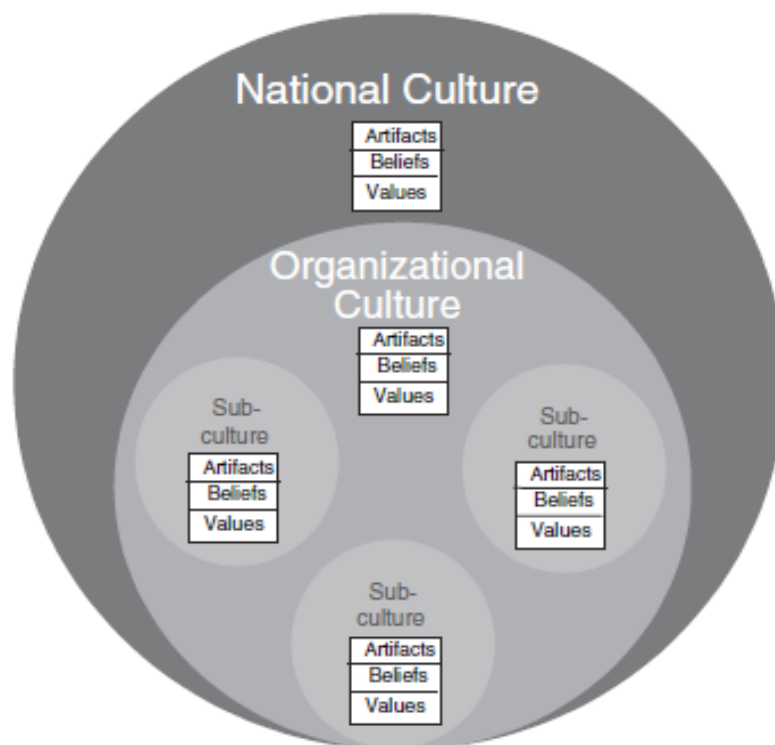 National Culture
Artifacts
Beliefs
Values
Organizational
Culture
Artifacts
Beliefs
Values
Sub-
culture
Artifacts
Beliefs
Values
Sub-
culture
Artifacts
Beliefs
Values
Sub-
culture
Artifacts
Beliefs
Values